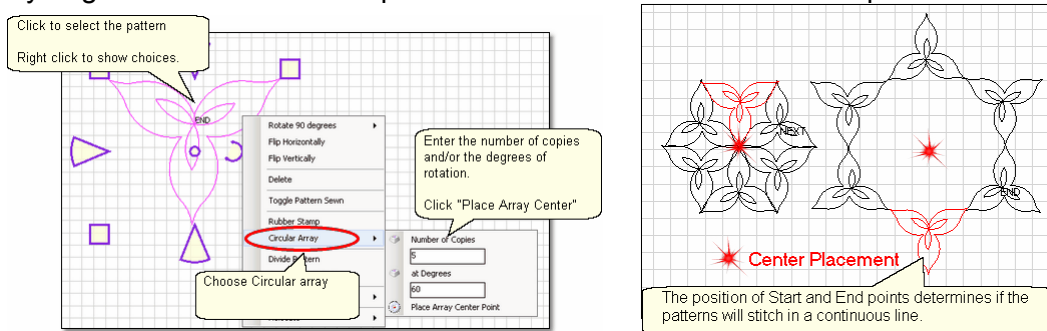 Click to select the pattern
Right click to show choices.
END
Rotate 90 degrees
Flip Horizontally
Flip Vertically
Delete
Toggle Pattern Sewn
Rubber Stamp
Circular Array
Divide
Choose Circular array
Enter the number of copies
and/or the degrees of
rotation.
Click "Place Array Center"
Number of Copies
5
at Degrees
60
Place Array Center Point
NEXT
END
Center Placement
The position of Start and End points determines if the
patterns will stitch in a continuous line.